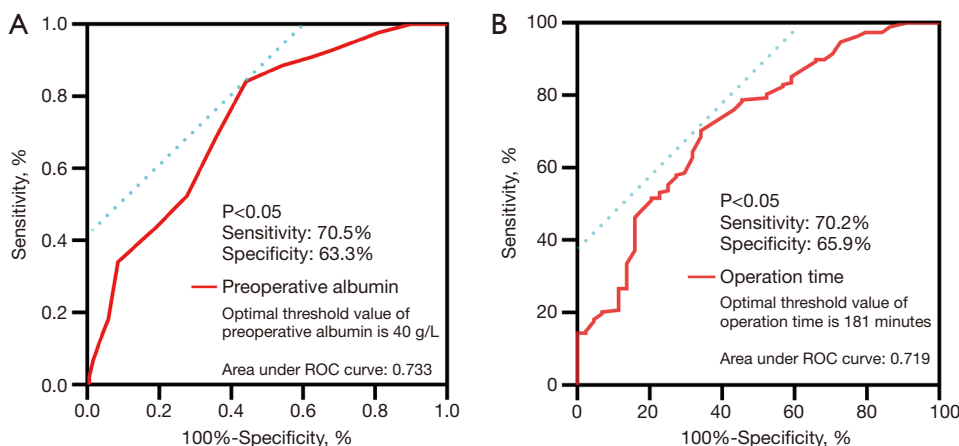 A
1.0
0.8
0.6
0.4
0.2
0.0
Sensitivity, %
P<0.05
Sensitivity: 70.5%
Specificity: 63.3%
Preoperative albumin
Optimal threshold value of
preoperative albumin is 40 g/L
Area under ROC curve: 0.733
0.0 0.2 0.4 0.6 0.8 1.0
100%-Specificity, %
B
100
80
60
40
20
0
Sensitivity, %
P<0.05
Sensitivity: 70.2%
Specificity: 65.9%
Operation time
Optimal threshold value of
operation time is 181 minutes
Area under ROC curve: 0.719
0 20 40 60 80 100
100%-Specificity, %